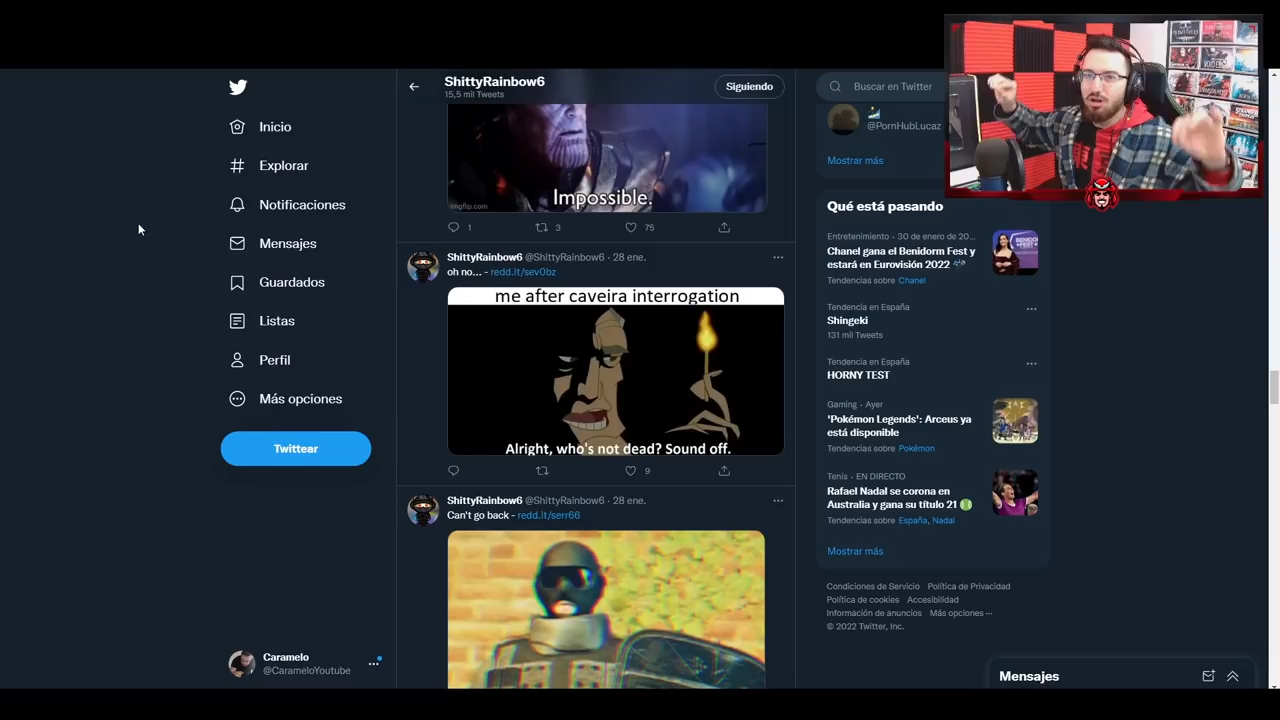 ShittyRainbow6
15,5 mil Tweets
Siguiendo
Buscar en Twitter
Inicio
Explorar
Notificaciones
Mensajes
Guardados
Listas
Perfil
Más opciones
Twittear
Caramelo
@CarameloYoutube
Impossible.
imgflip.com
1
3
75
ShittyRainbow6 @ShittyRainbow6 · 28 ene.
oh no... - redd.it/sev0bz
me after caveira interrogation
Alright, who's not dead? Sound off.
9
ShittyRainbow6 @ShittyRainbow6 · 28 ene.
Can't go back - redd.it/serr66
@PornHubLucaz
Mostrar más
Qué está pasando
Entretenimiento · 30 de enero de 20...
Chanel gana el Benidorm Fest y
estará en Eurovisión 2022
Tendencias sobre Chanel
Tendencia en España
Shingeki
131 mil Tweets
Tendencia en España
HORNY TEST
Gaming · Ayer
'Pokémon Legends': Arceus ya
está disponible
Tendencias sobre Pokémon
Tenis · EN DIRECTO
Rafael Nadal se corona en
Australia y gana su título 21
Tendencias sobre España, Nadal
Mostrar más
Condiciones de Servicio Política de Privacidad
Política de cookies Accesibilidad
Información de anuncios Más opciones ···
© 2022 Twitter, Inc.
Mensajes